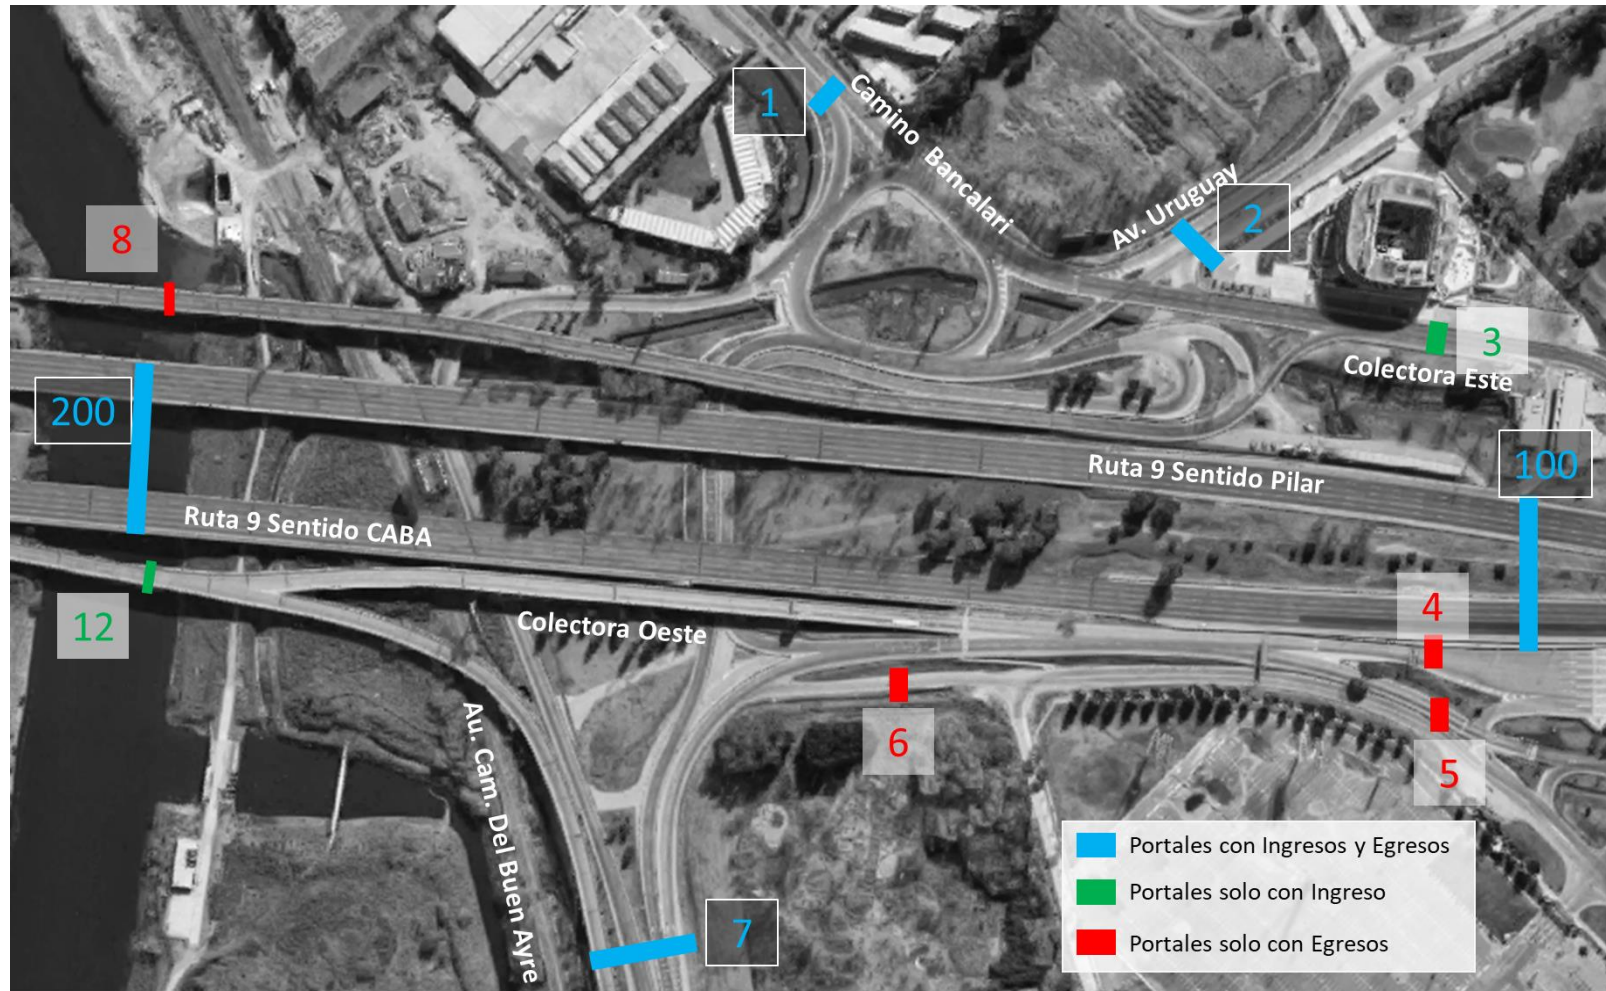 1
Camino Bancalari
Av. Uruguay
2
8
3
Colectora Este
200
Ruta 9 Sentido Pilar
100
Ruta 9 Sentido CABA
12
Colectora Oeste
4
6
5
Au. Cam. Del Buen Ayre
7
Portales con Ingresos y Egresos
Portales solo con Ingreso
Portales solo con Egresos